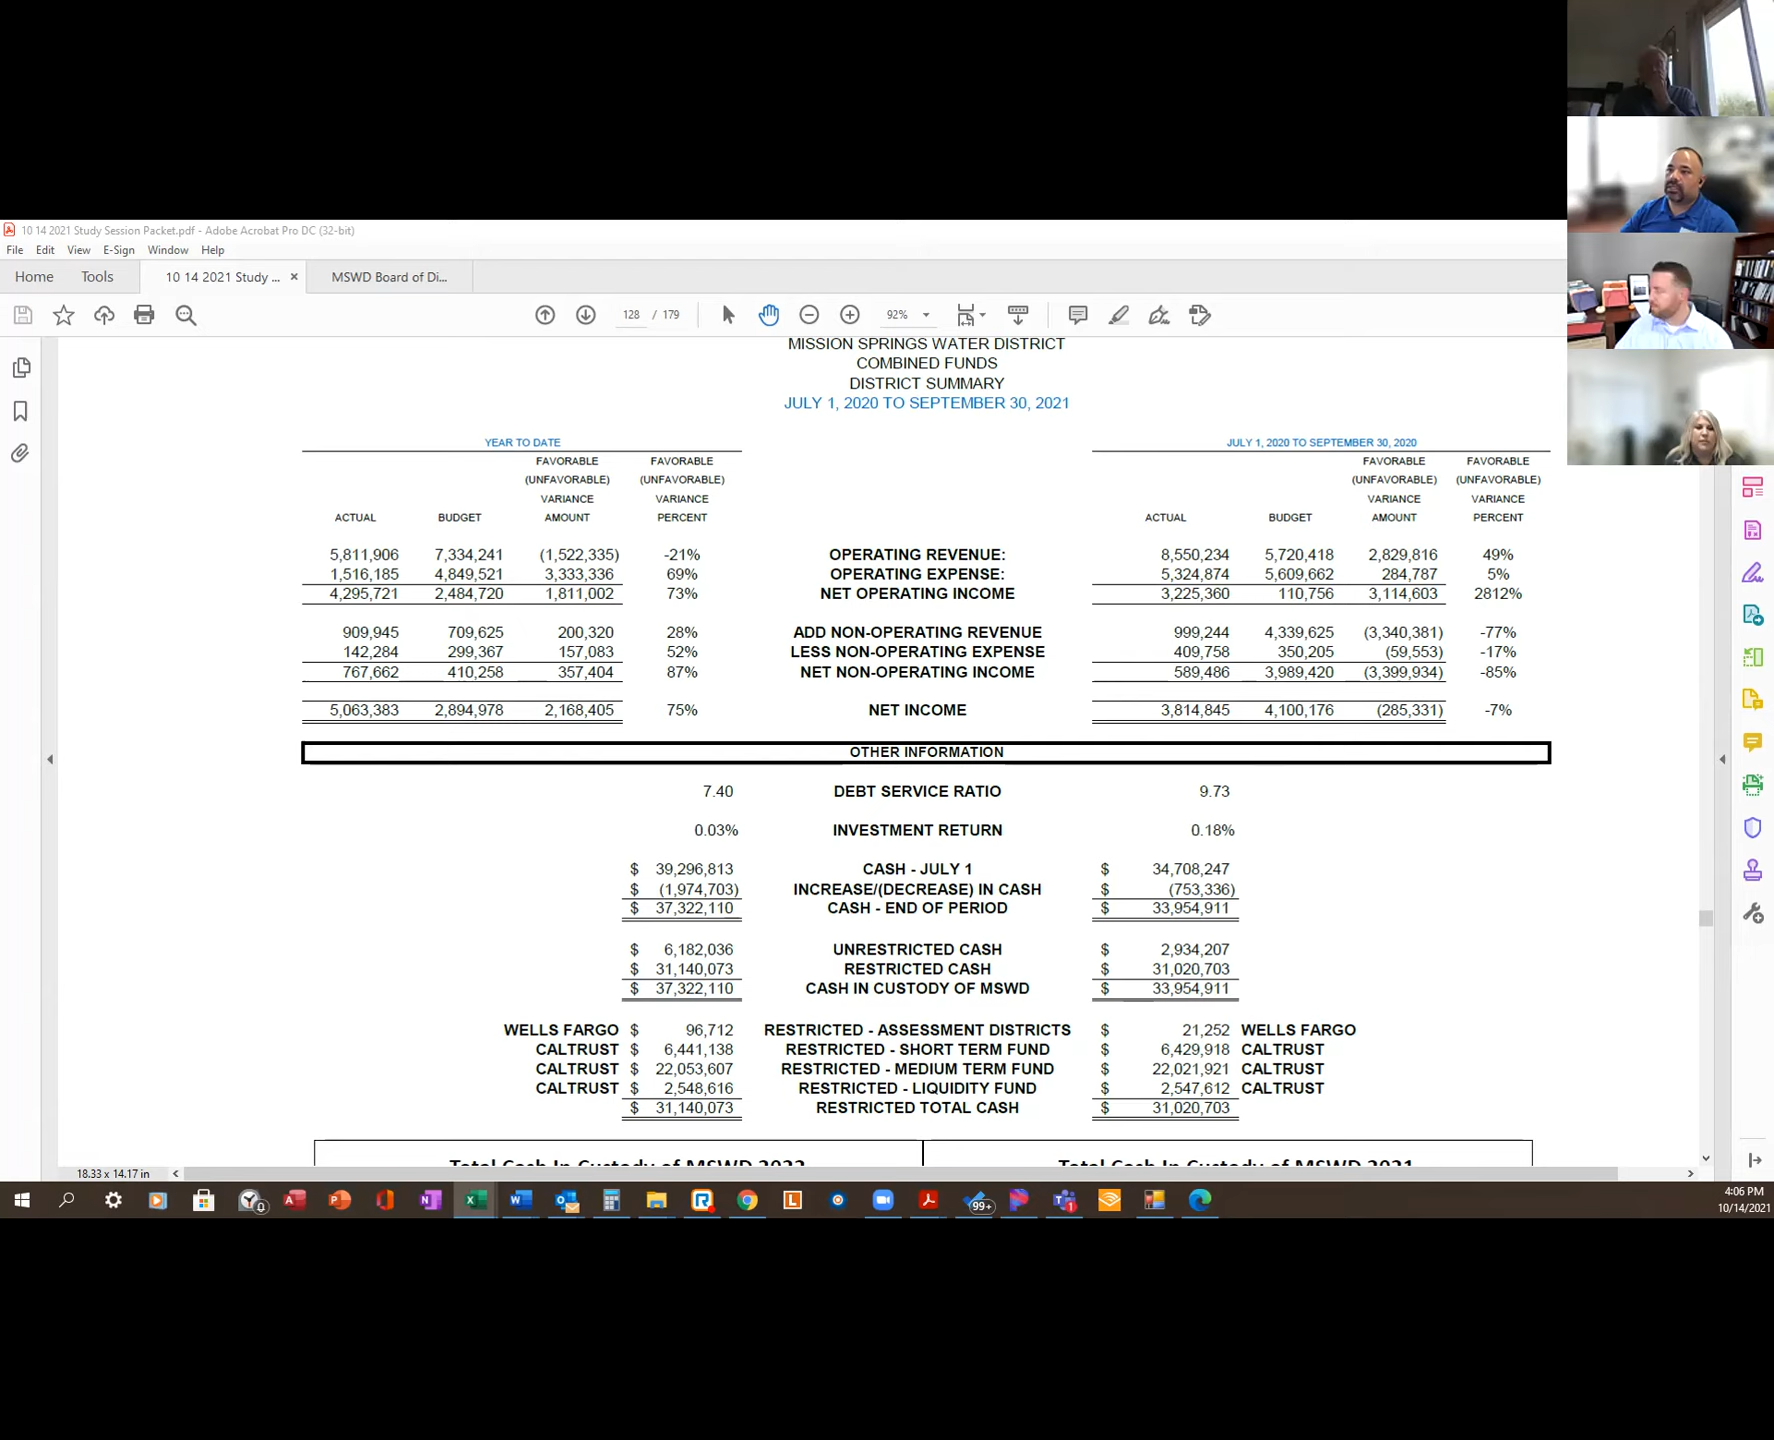 10 14 2021 Study Session Packet.pdf - Adobe Acrobat Pro DC (32-bit)
File Edit View E-Sign Window Help
Home Tools 10 14 2021 Study ... × MSWD Board of Di...
128 / 179 92%
MISSION SPRINGS WATER DISTRICT
COMBINED FUNDS
DISTRICT SUMMARY
JULY 1, 2020 TO SEPTEMBER 30, 2021
YEAR TO DATE JULY 1, 2020 TO SEPTEMBER 30, 2020
FAVORABLE FAVORABLE FAVORABLE FAVORABLE
(UNFAVORABLE) (UNFAVORABLE) (UNFAVORABLE) (UNFAVORABLE)
VARIANCE VARIANCE VARIANCE VARIANCE
ACTUAL BUDGET AMOUNT PERCENT ACTUAL BUDGET AMOUNT PERCENT
5,811,906 7,334,241 (1,522,335) -21% OPERATING REVENUE: 8,550,234 5,720,418 2,829,816 49%
1,516,185 4,849,521 3,333,336 69% OPERATING EXPENSE: 5,324,874 5,609,662 284,787 5%
4,295,721 2,484,720 1,811,002 73% NET OPERATING INCOME 3,225,360 110,756 3,114,603 2812%
909,945 709,625 200,320 28% ADD NON-OPERATING REVENUE 999,244 4,339,625 (3,340,381) -77%
142,284 299,367 157,083 52% LESS NON-OPERATING EXPENSE 409,758 350,205 (59,553) -17%
767,662 410,258 357,404 87% NET NON-OPERATING INCOME 589,486 3,989,420 (3,399,934) -85%
5,063,383 2,894,978 2,168,405 75% NET INCOME 3,814,845 4,100,176 (285,331) -7%
OTHER INFORMATION
7.40 DEBT SERVICE RATIO 9.73
0.03% INVESTMENT RETURN 0.18%
$ 39,296,813 CASH - JULY 1 $ 34,708,247
$ (1,974,703) INCREASE/(DECREASE) IN CASH $ (753,336)
$ 37,322,110 CASH - END OF PERIOD $ 33,954,911
$ 6,182,036 UNRESTRICTED CASH $ 2,934,207
$ 31,140,073 RESTRICTED CASH $ 31,020,703
$ 37,322,110 CASH IN CUSTODY OF MSWD $ 33,954,911
WELLS FARGO $ 96,712 RESTRICTED - ASSESSMENT DISTRICTS $ 21,252 WELLS FARGO
CALTRUST $ 6,441,138 RESTRICTED - SHORT TERM FUND $ 6,429,918 CALTRUST
CALTRUST $ 22,053,607 RESTRICTED - MEDIUM TERM FUND $ 22,021,921 CALTRUST
CALTRUST $ 2,548,616 RESTRICTED - LIQUIDITY FUND $ 2,547,612 CALTRUST
$ 31,140,073 RESTRICTED TOTAL CASH $ 31,020,703
Total Cash In Custody of MSWD 2022 Total Cash In Custody of MSWD 2021
18.33 x 14.17 in
99+
4:06 PM
10/14/2021